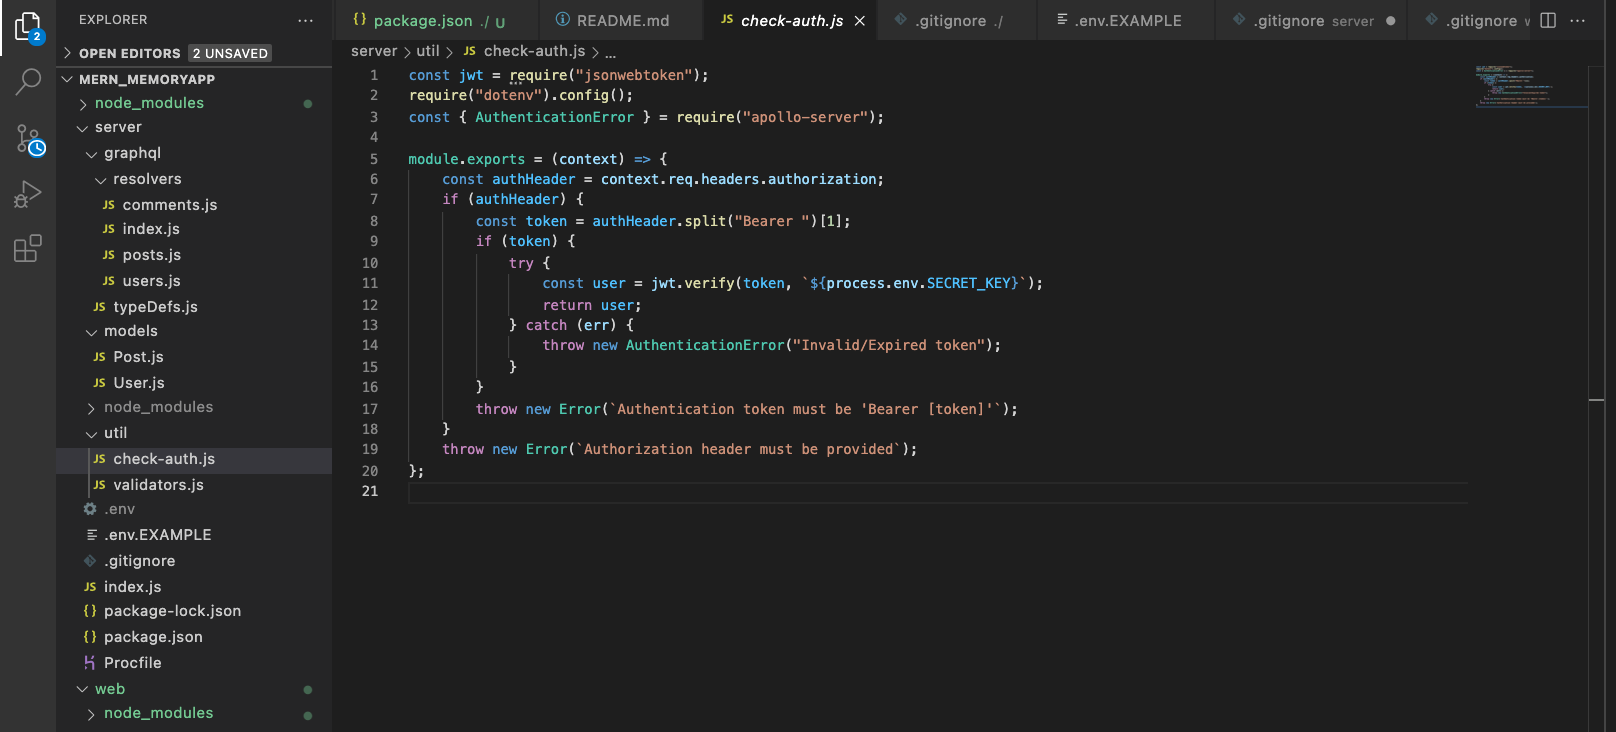 EXPLORER
OPEN EDITORS 2 UNSAVED
MERN_MEMORYAPP
node_modules
server
graphql
resolvers
JS comments.js
JS index.js
JS posts.js
JS users.js
JS typeDefs.js
models
JS Post.js
JS User.js
node_modules
util
JS check-auth.js
JS validators.js
.env
.env.EXAMPLE
.gitignore
JS index.js
{} package-lock.json
{} package.json
Procfile
web
node_modules
2
{} package.json ./ U
README.md
JS check-auth.js
.gitignore ./
.env.EXAMPLE
.gitignore server
.gitignore
server > util > JS check-auth.js > ...
1 const jwt = require("jsonwebtoken");
2 require("dotenv").config();
3 const { AuthenticationError } = require("apollo-server");
4
5 module.exports = (context) => {
6 const authHeader = context.req.headers.authorization;
7 if (authHeader) {
8 const token = authHeader.split("Bearer ")[1];
9 if (token) {
10 try {
11 const user = jwt.verify(token, `${process.env.SECRET_KEY}`);
12 return user;
13 } catch (err) {
14 throw new AuthenticationError("Invalid/Expired token");
15 }
16 }
17 throw new Error(`Authentication token must be 'Bearer [token]'`);
18 }
19 throw new Error(`Authorization header must be provided`);
20 };
21